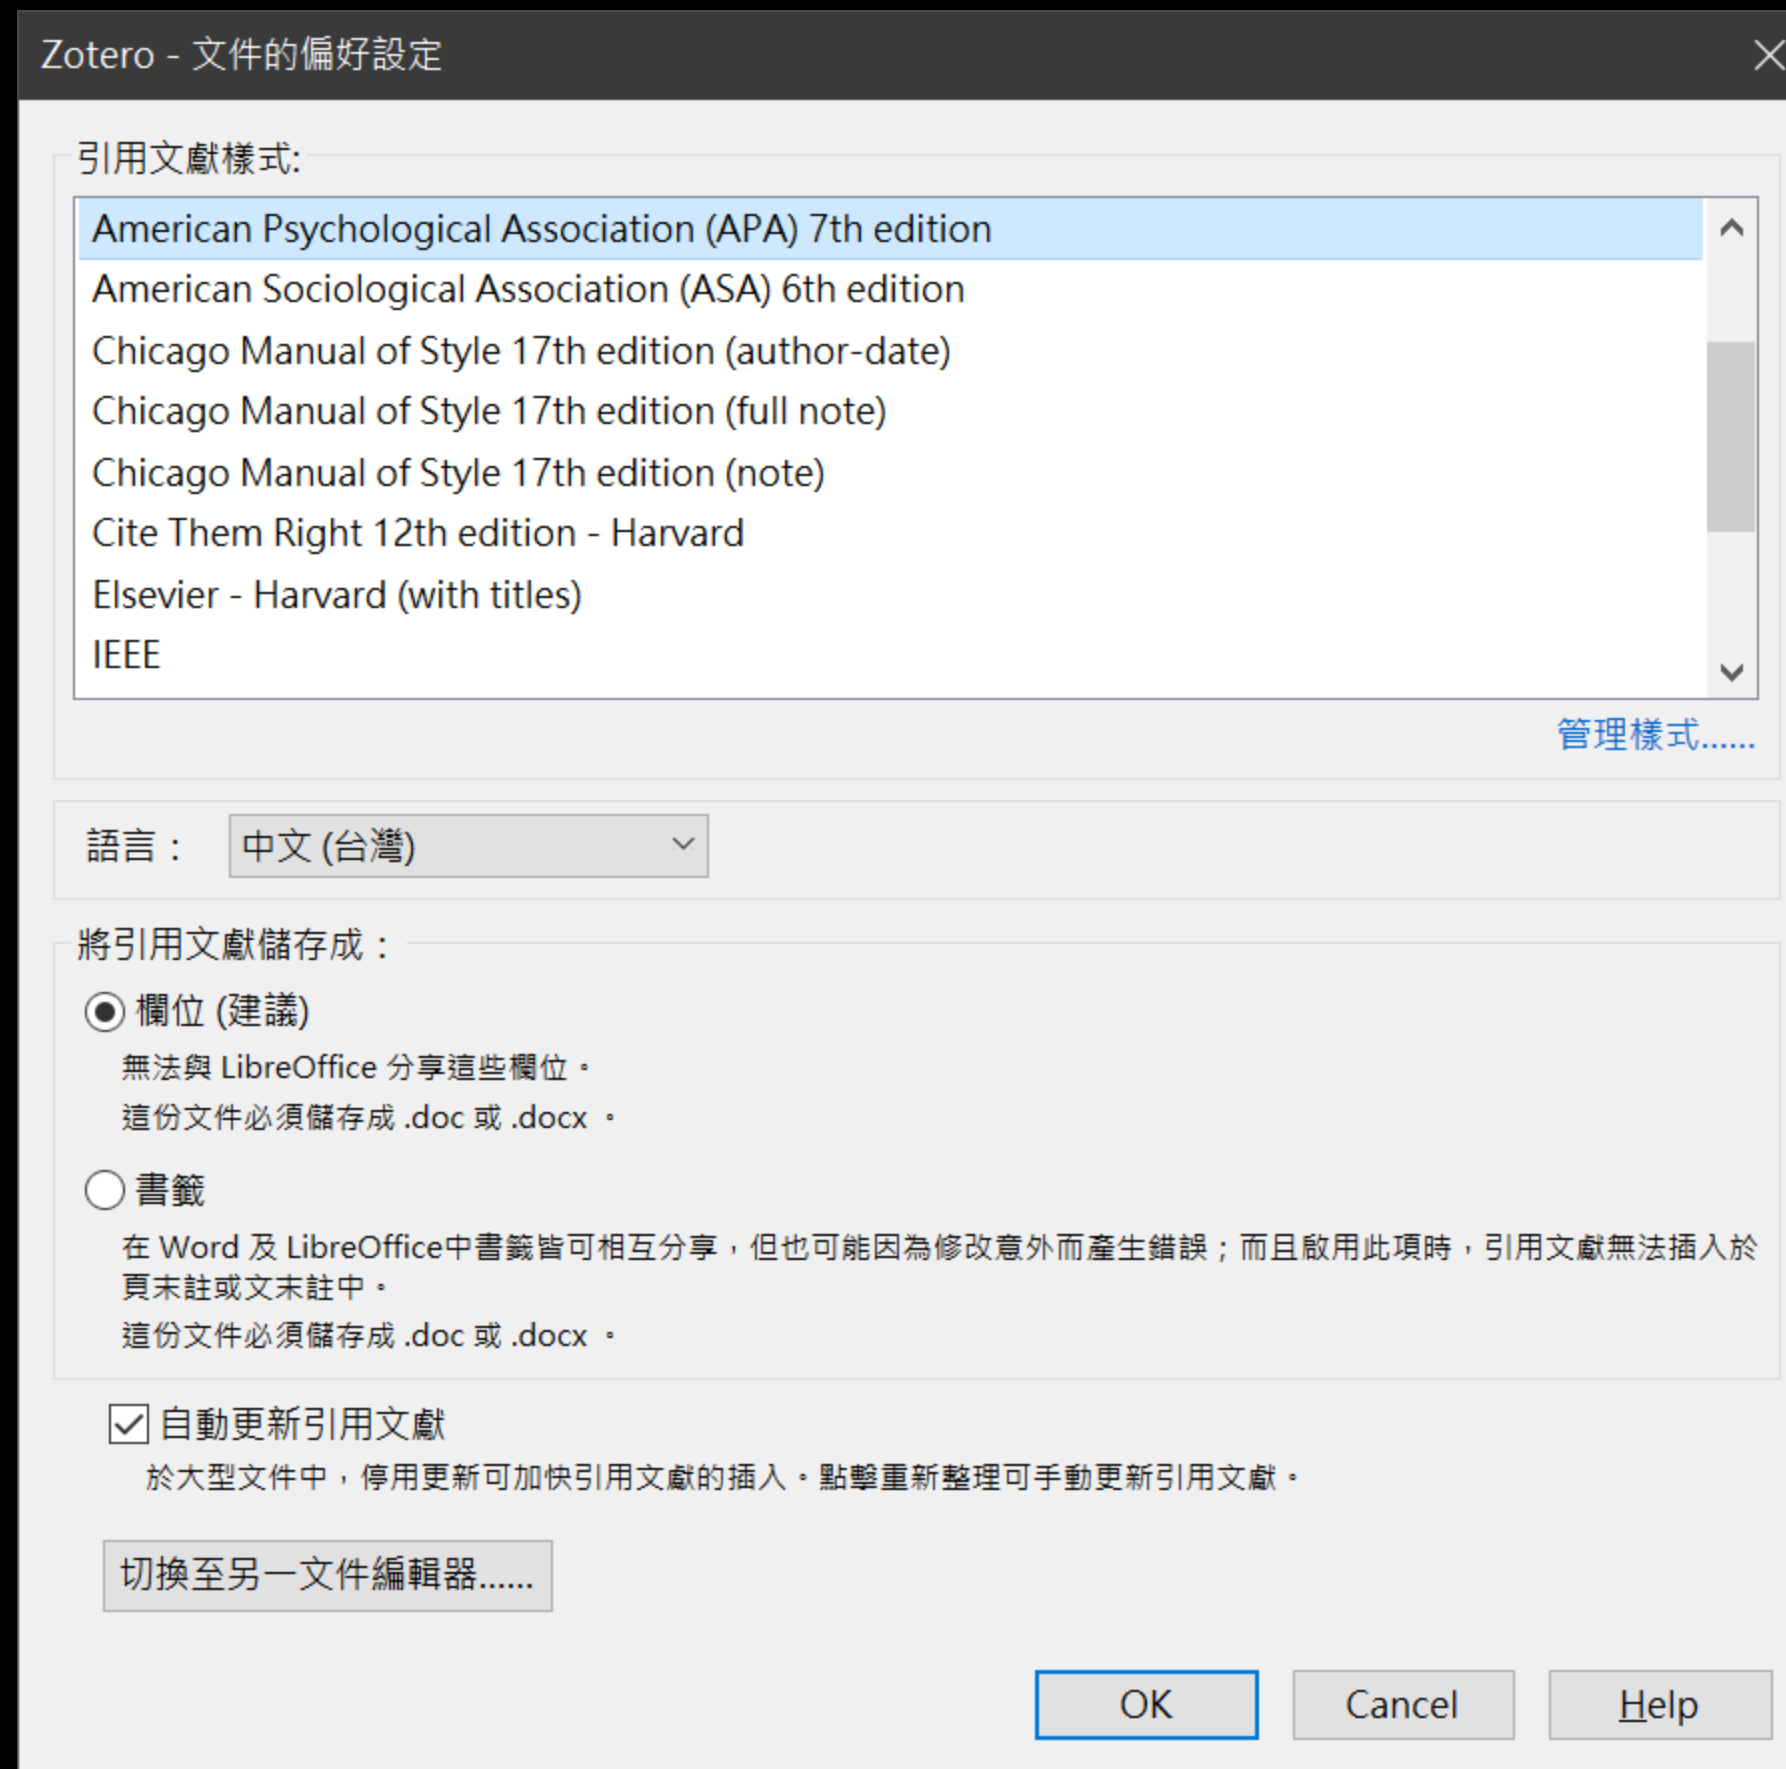 Zotero - 文件的偏好設定
引用文獻樣式:
American Psychological Association (APA) 7th edition
American Sociological Association (ASA) 6th edition
Chicago Manual of Style 17th edition (author-date)
Chicago Manual of Style 17th edition (full note)
Chicago Manual of Style 17th edition (note)
Cite Them Right 12th edition - Harvard
Elsevier - Harvard (with titles)
IEEE
管理樣式......
語言：
中文 (台灣)
將引用文獻儲存成：
欄位 (建議)
無法與 LibreOffice 分享這些欄位。
這份文件必須儲存成 .doc 或 .docx 。
書籤
在 Word 及 LibreOffice中書籤皆可相互分享，但也可能因為修改意外而產生錯誤；而且啟用此項時，引用文獻無法插入於
頁末註或文末註中。
這份文件必須儲存成 .doc 或 .docx 。
自動更新引用文獻
於大型文件中，停用更新可加快引用文獻的插入。點擊重新整理可手動更新引用文獻。
切換至另一文件編輯器......
OK
Cancel
Help